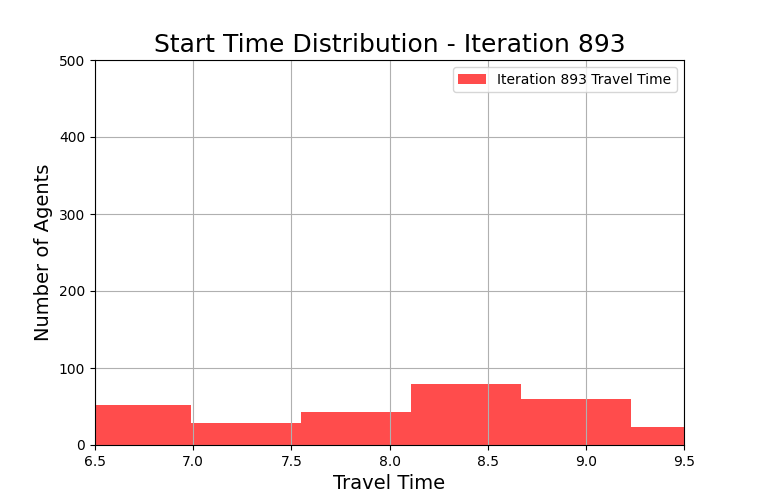 Start Time Distribution - Iteration 893
Iteration 893 Travel Time
Number of Agents
500
400
300
200
100
0
6.5 7.0 7.5 8.0 8.5 9.0 9.5
Travel Time